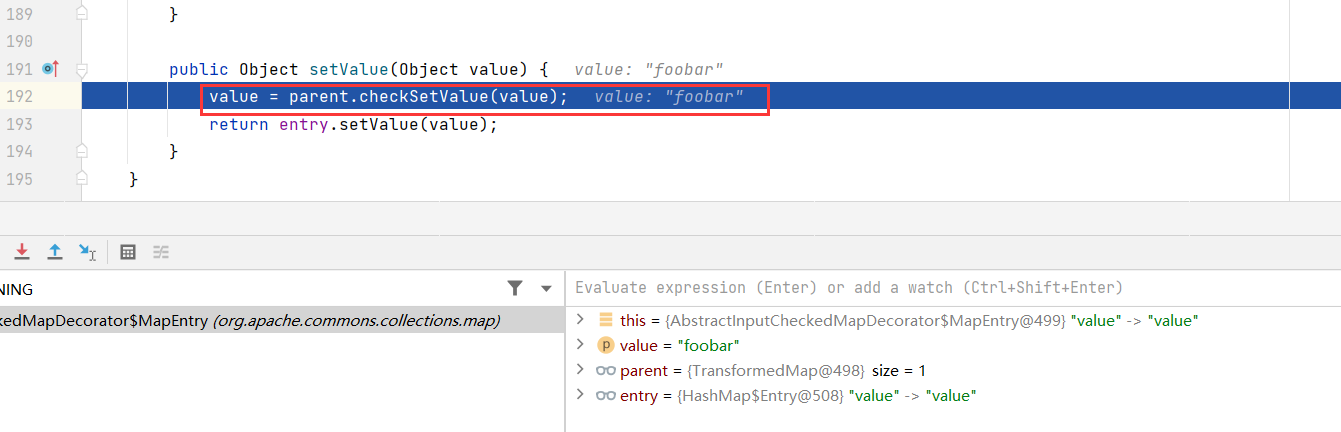 189 }
190
191 public Object setValue(Object value) { value: "foobar"
192 value = parent.checkSetValue(value); value: "foobar"
193 return entry.setValue(value);
194 }
195 }
NING
Evaluate expression (Enter) or add a watch (Ctrl+Shift+Enter)
kedMapDecorator$MapEntry (org.apache.commons.collections.map)
this = {AbstractInputCheckedMapDecorator$MapEntry@499} "value" -> "value"
p value = "foobar"
parent = {TransformedMap@498} size = 1
entry = {HashMap$Entry@508} "value" -> "value"